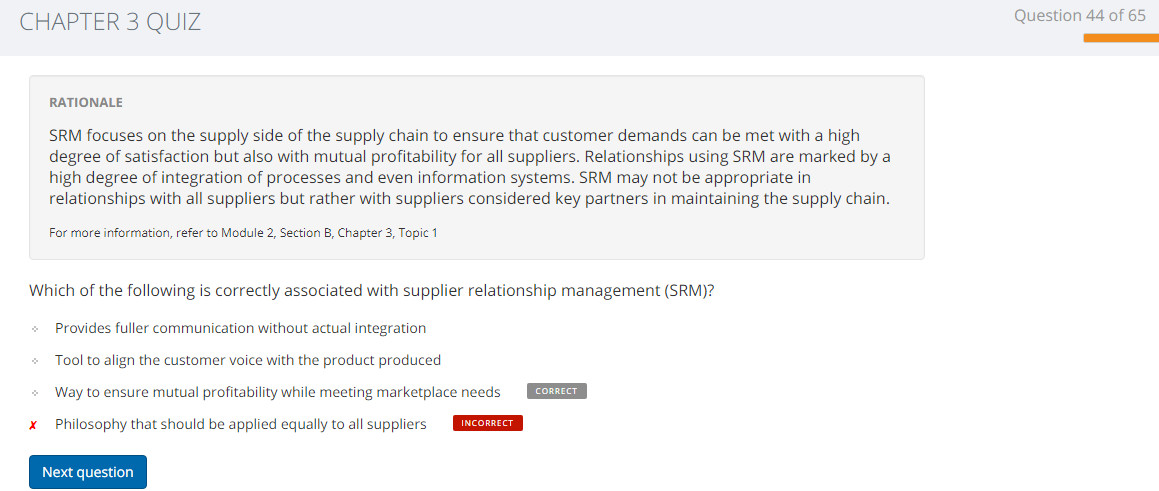 CHAPTER 3 QUIZ
Question 44 of 65
RATIONALE
SRM focuses on the supply side of the supply chain to ensure that customer demands can be met with a high
degree of satisfaction but also with mutual profitability for all suppliers. Relationships using SRM are marked by a
high degree of integration of processes and even information systems. SRM may not be appropriate in
relationships with all suppliers but rather with suppliers considered key partners in maintaining the supply chain.
For more information, refer to Module 2, Section B, Chapter 3, Topic 1
Which of the following is correctly associated with supplier relationship management (SRM)?
Provides fuller communication without actual integration
Tool to align the customer voice with the product produced
Way to ensure mutual profitability while meeting marketplace needs CORRECT
✗ Philosophy that should be applied equally to all suppliers INCORRECT
Next question